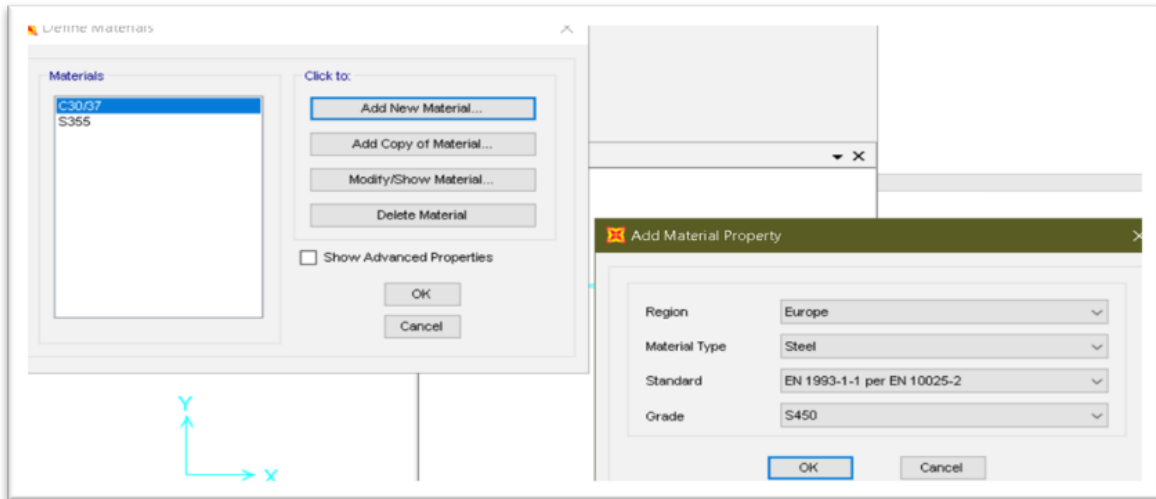 Define Materials
Materials
C30/37
S355
Click to:
Add New Material...
Add Copy of Material...
Modify/Show Material...
Delete Material
Show Advanced Properties
OK
Cancel
Y
X
Add Material Property
Region Europe
Material Type Steel
Standard EN 1993-1-1 per EN 10025-2
Grade S450
OK Cancel